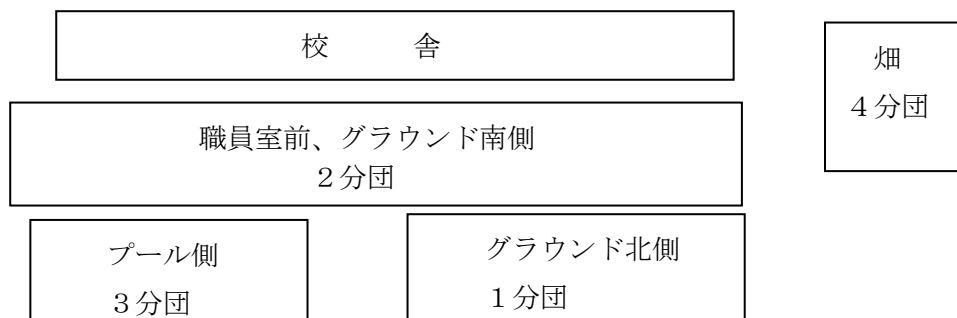 校　　　舎
畑
４分団
職員室前、グラウンド南側
２分団
プール側
３分団
グラウンド北側
１分団